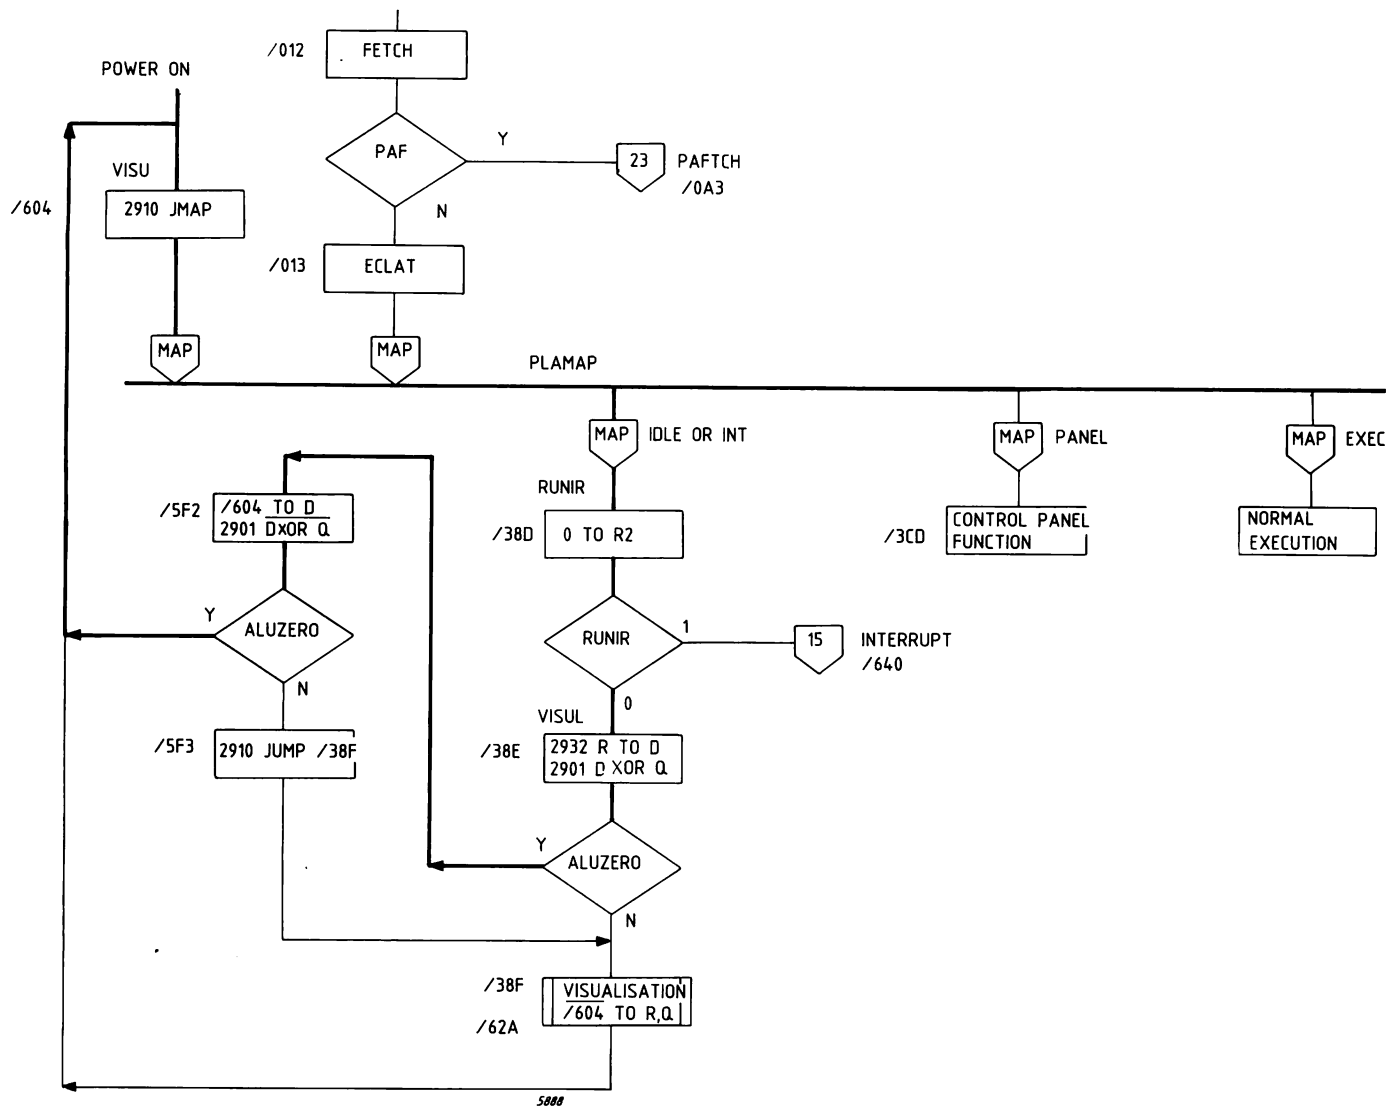 /012
FETCH
POWER ON
PAF
Y
23
PAFTCH
/0A3
VISU
/604
2910 JMAP
N
/013
ECLAT
MAP
MAP
PLAMAP
MAP
IDLE OR INT
MAP
PANEL
MAP
EXEC
RUNIR
/5F2
/604 TO D
2901 DXOR Q
/38D
0 TO R2
/3CD
CONTROL PANEL
FUNCTION
NORMAL
EXECUTION
Y
ALUZERO
RUNIR
1
15
INTERRUPT
/640
N
0
VISUL
/5F3
2910 JUMP /38F
/38E
2932 R TO D
2901 D XOR Q
Y
ALUZERO
N
/38F
VISUALISATION
/604 TO R,Q
/62A
5888